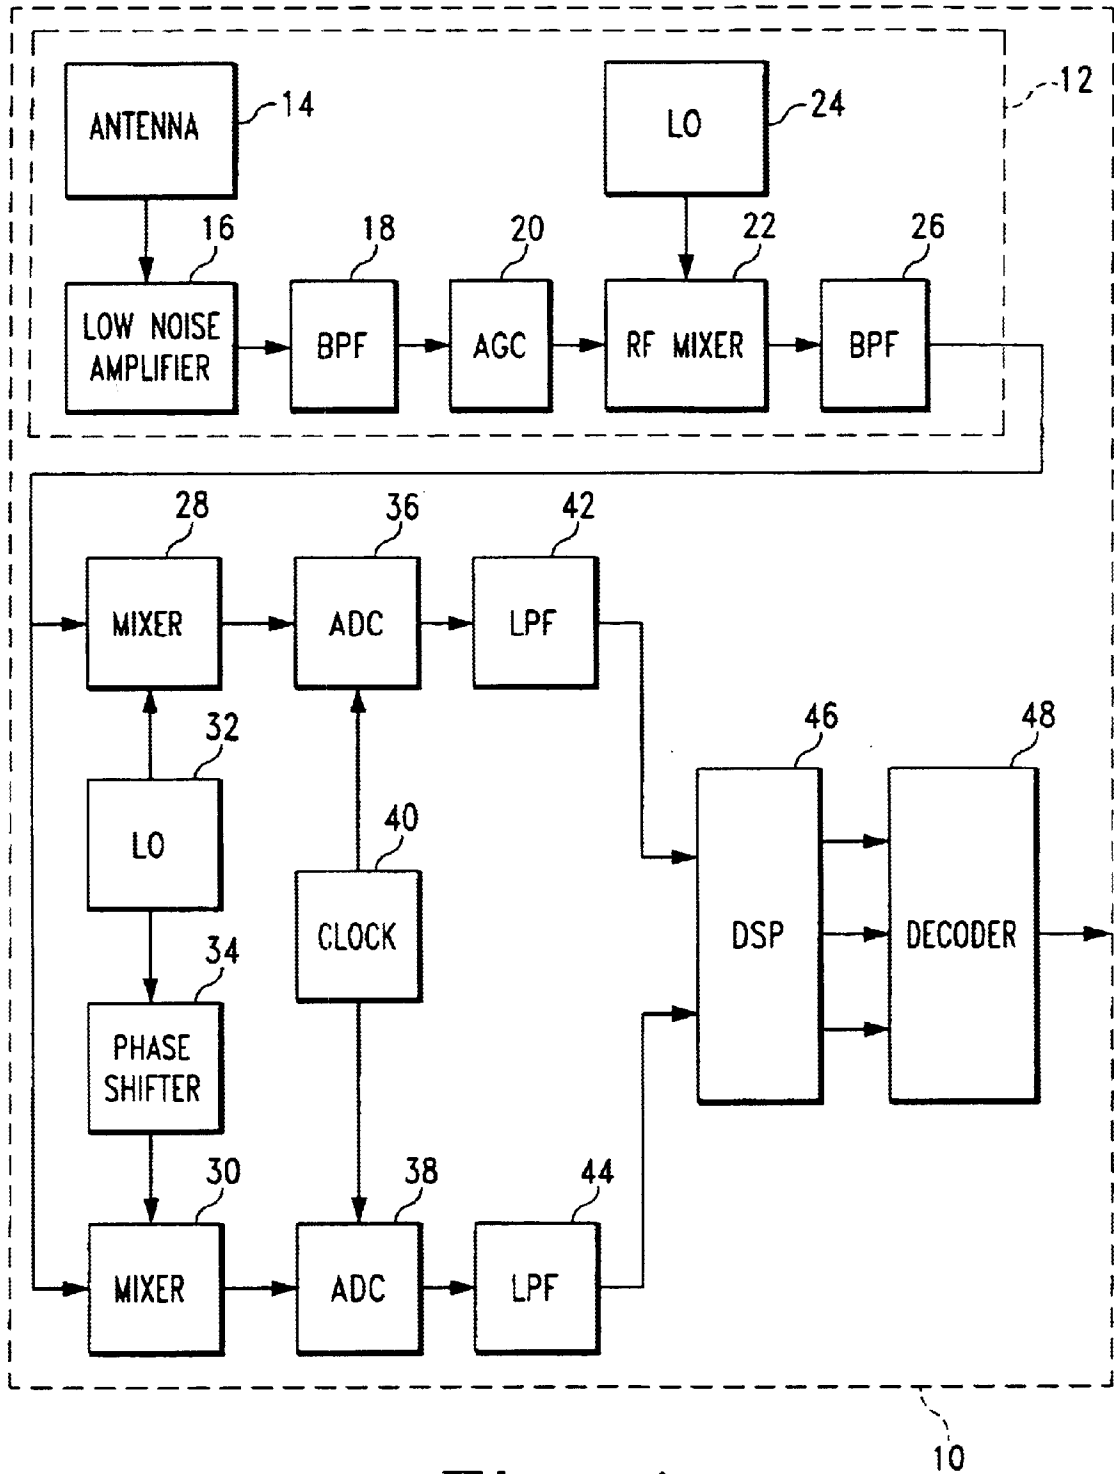 12
ANTENNA
14
LO
24
16
18
20
22
26
LOW NOISE
AMPLIFIER
BPF
AGC
RF MIXER
BPF
28
36
42
MIXER
ADC
LPF
32
LO
40
CLOCK
46
48
DSP
DECODER
34
PHASE
SHIFTER
30
38
44
MIXER
ADC
LPF
10